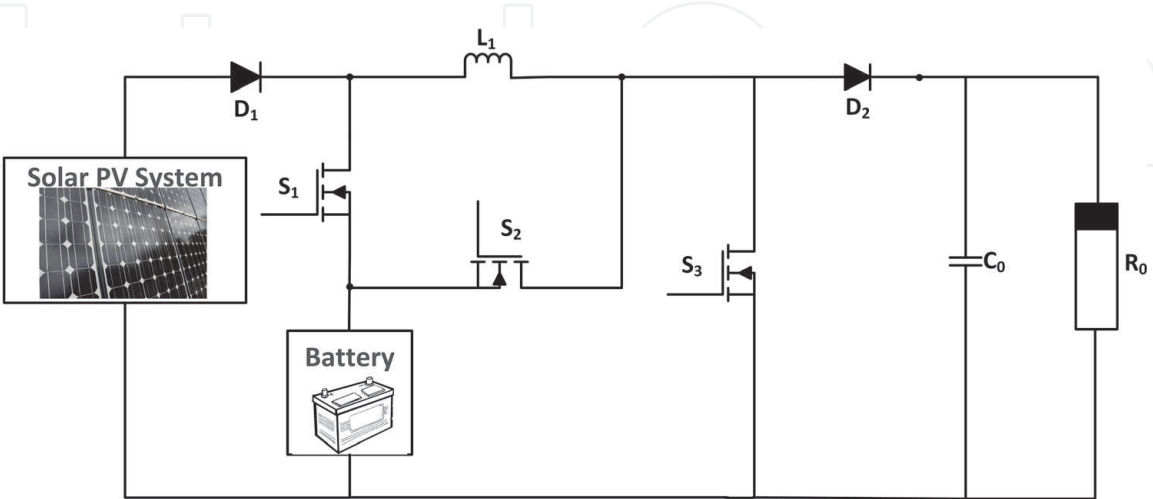 L₁
D₁
D₂
Solar PV System
S₁
S₂
S₃
C₀
R₀
Battery